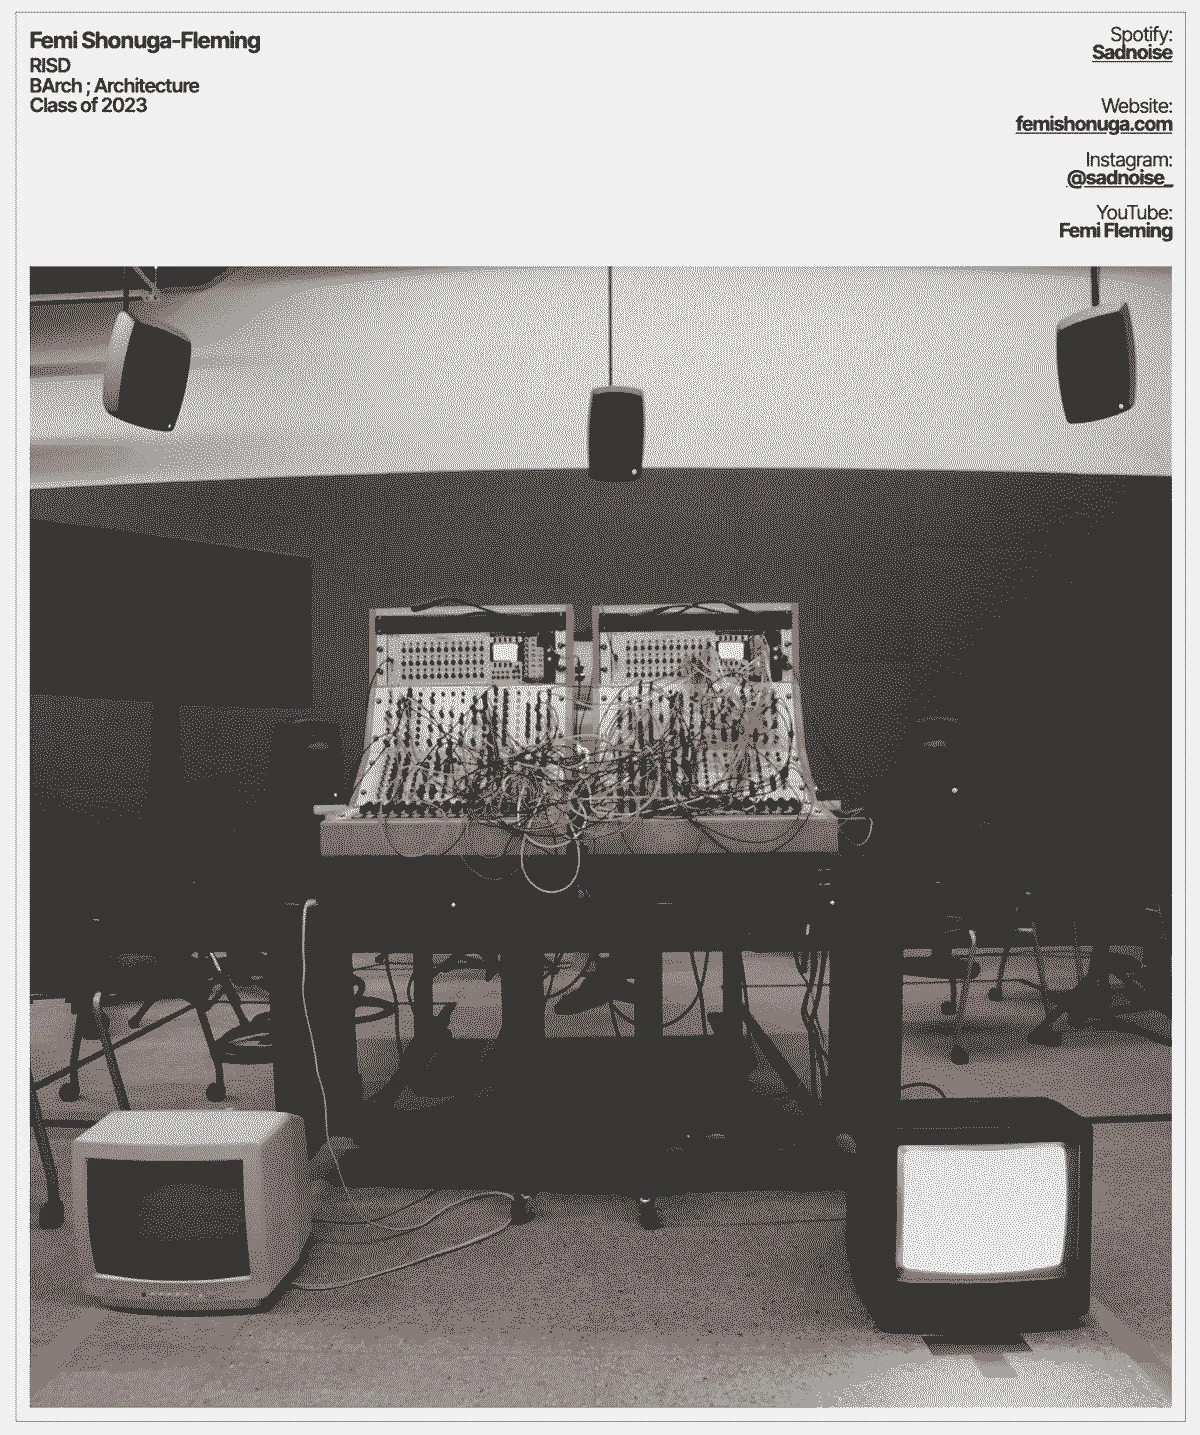 Femi Shonuga-Fleming
RISD
BArch ; Architecture
Class of 2023
Spotify:
Sadnoise
Website:
femishonuga.com
Instagram:
@sadnoise_
YouTube:
Femi Fleming